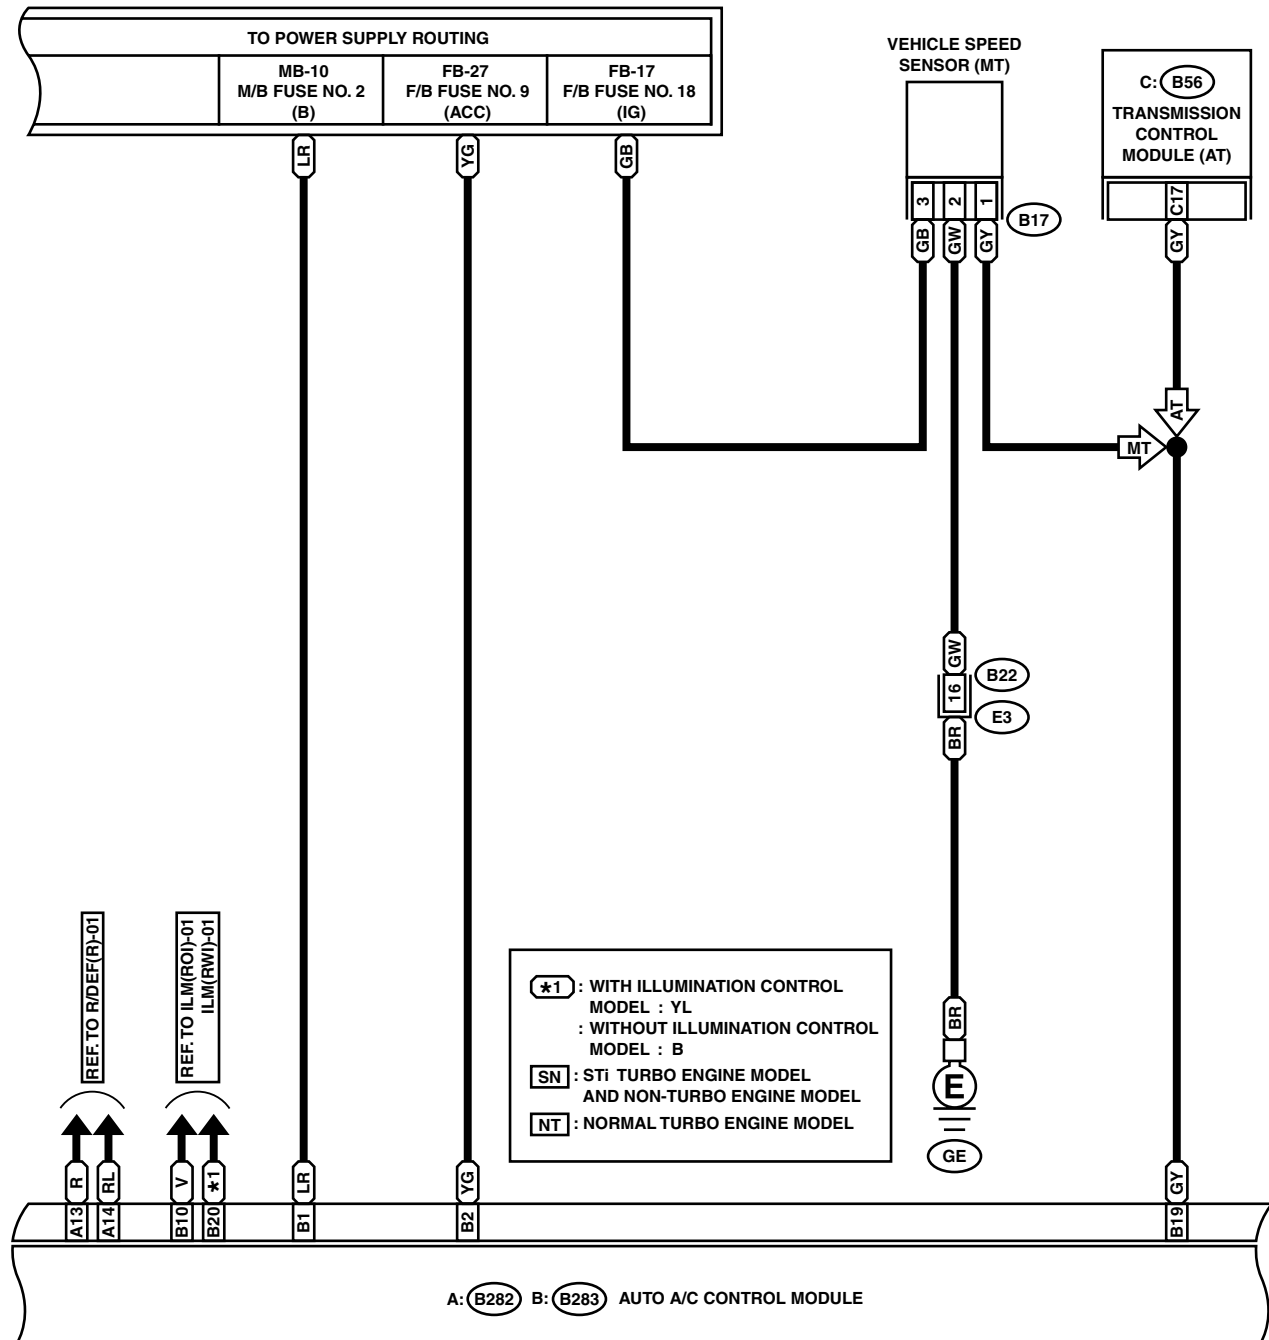 TO POWER SUPPLY ROUTING
MB-10
M/B FUSE NO. 2
(B)
FB-27
F/B FUSE NO. 9
(ACC)
FB-17
F/B FUSE NO. 18
(IG)
LR
YG
GB
VEHICLE SPEED
SENSOR (MT)
3
2
1
B17
GB
GW
GY
C: B56
TRANSMISSION
CONTROL
MODULE (AT)
C17
GY
AT
MT
GW
16
B22
E3
BR
BR
E
GE
REF. TO R/DEF(R)-01
REF. TO ILM(ROI)-01
ILM(RWI)-01
*1 : WITH ILLUMINATION CONTROL
MODEL : YL
: WITHOUT ILLUMINATION CONTROL
MODEL : B
SN : STi TURBO ENGINE MODEL
AND NON-TURBO ENGINE MODEL
NT : NORMAL TURBO ENGINE MODEL
R
RL
V
*1
LR
YG
GY
A13
A14
B10
B20
B1
B2
B19
A: B282 B: B283 AUTO A/C CONTROL MODULE